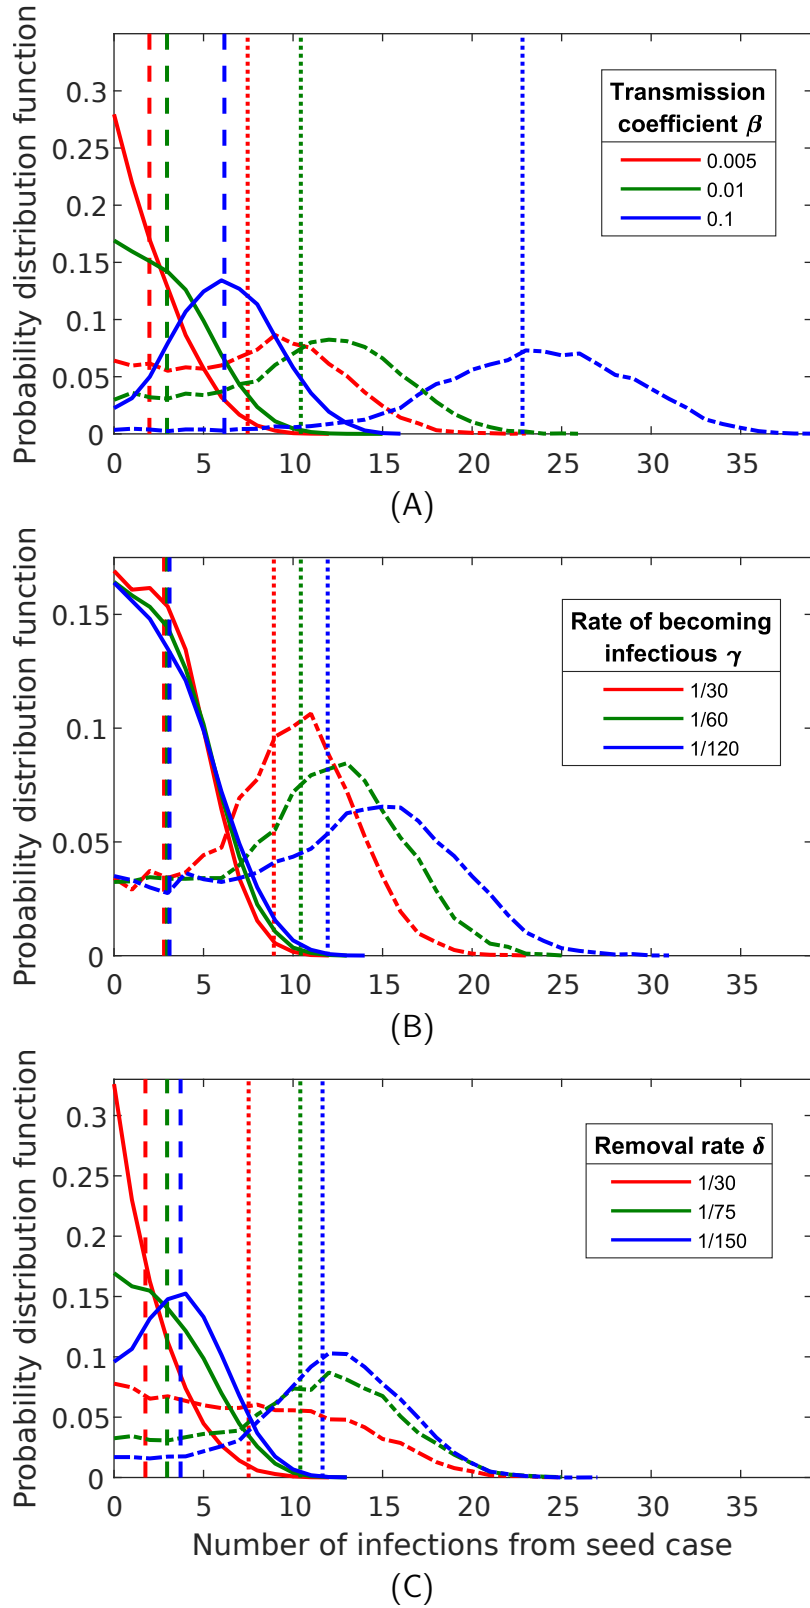 Probability distribution function
0.3
0.25
0.2
0.15
0.1
0.05
0
Transmission
coefficient β
0.005
0.01
0.1
0 5 10 15 20 25 30 35
(A)
Probability distribution function
0.15
0.1
0.05
0
Rate of becoming
infectious γ
1/30
1/60
1/120
0 5 10 15 20 25 30 35
(B)
Probability distribution function
0.3
0.25
0.2
0.15
0.1
0.05
0
Removal rate δ
1/30
1/75
1/150
0 5 10 15 20 25 30 35
Number of infections from seed case
(C)